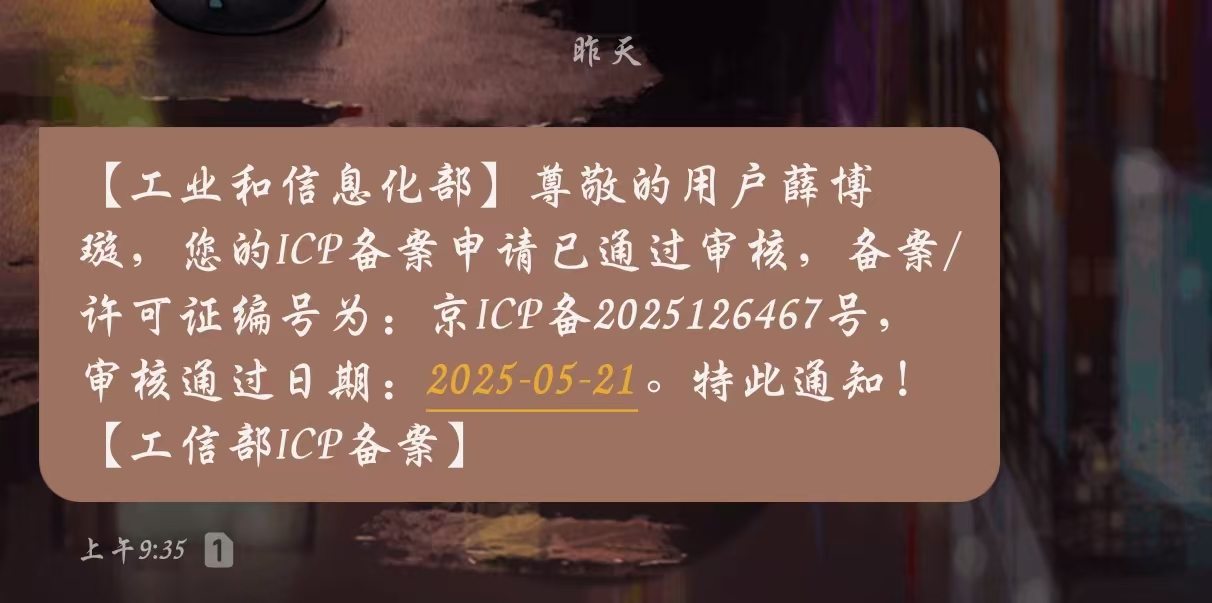 昨天
【工业和信息化部】尊敬的用户薛博
璇，您的ICP备案申请已通过审核，备案/
许可证编号为：京ICP备2025126467号，
审核通过日期：2025-05-21。特此通知！
【工信部ICP备案】
上午9:35 1